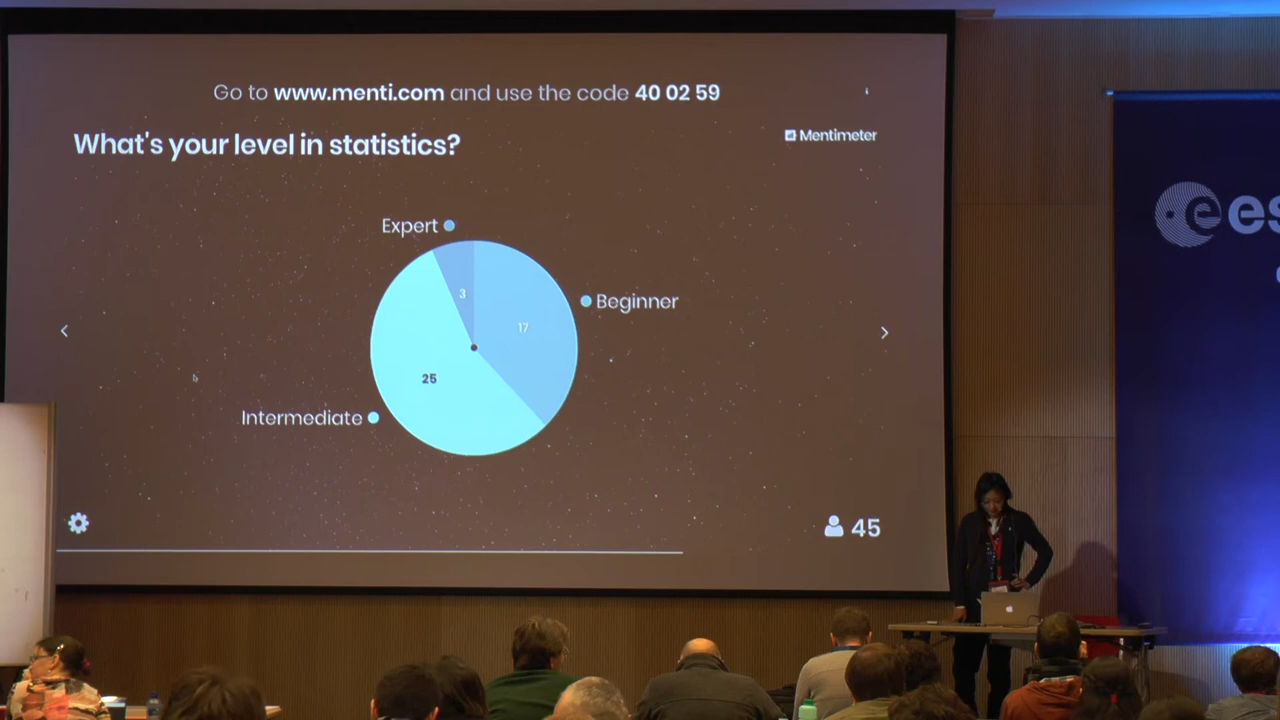 Go to www.menti.com and use the code 40 02 59
What's your level in statistics?
Mentimeter
Expert
3
Beginner
17
25
Intermediate
45
es